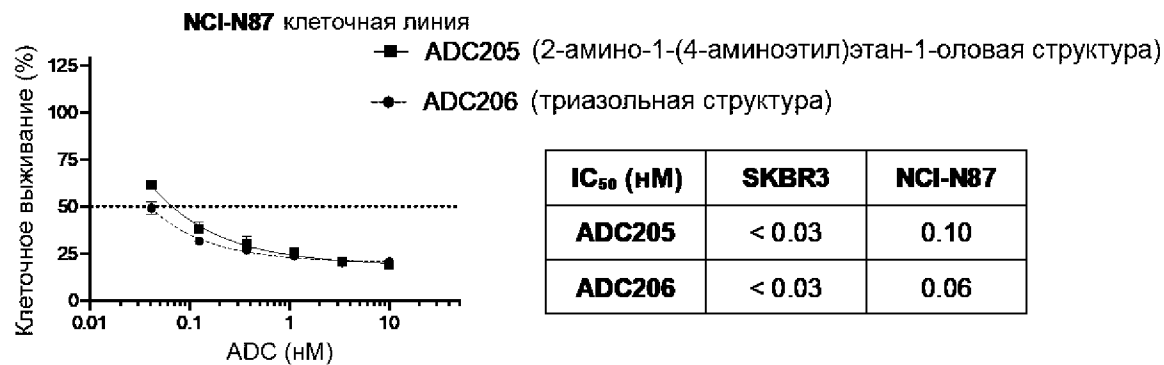 NCI-N87 клеточная линия
ADC205 (2-амино-1-(4-аминоэтил)этан-1-оловая структура)
ADC206 (триазольная структура)
Клеточное выживание (%)
125
100
75
50
25
0
0.01 0.1 1 10
ADC (нМ)
IC₅₀ (нМ) SKBR3 NCI-N87
ADC205 < 0.03 0.10
ADC206 < 0.03 0.06